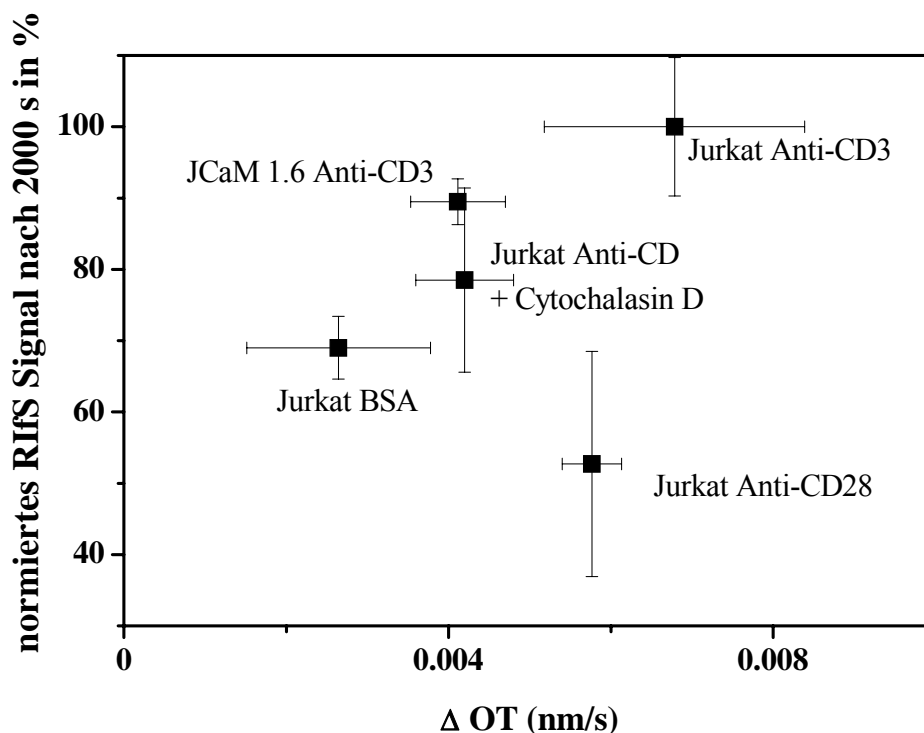 normiertes RIfS Signal nach 2000 s in %
100
80
60
40
Jurkat Anti-CD3
JCaM 1.6 Anti-CD3
Jurkat Anti-CD
+ Cytochalasin D
Jurkat BSA
Jurkat Anti-CD28
0
0.004
0.008
Δ OT (nm/s)